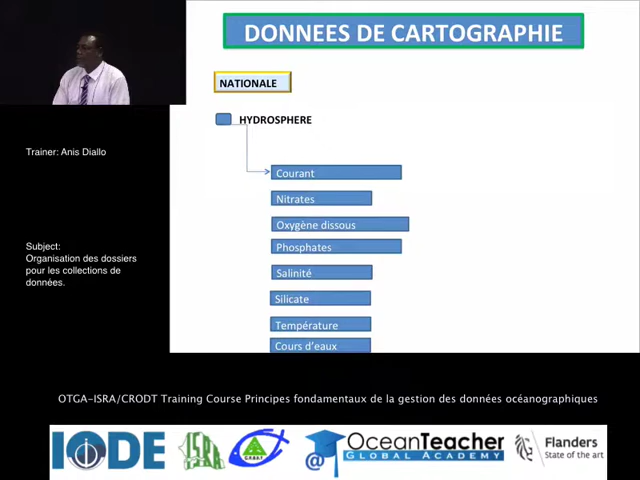 DONNEES DE CARTOGRAPHIE
NATIONALE
HYDROSPHERE
Trainer: Anis Diallo
Courant
Nitrates
Oxygène dissous
Phosphates
Salinité
Silicate
Température
Cours d'eaux
Subject:
Organisation des dossiers
pour les collections de
données.
OTGA-ISRA/CRODT Training Course Principes fondamentaux de la gestion des données océanographiques
IODE
ISRA
OceanTeacher
GLOBAL ACADEMY
Flanders
State of the art